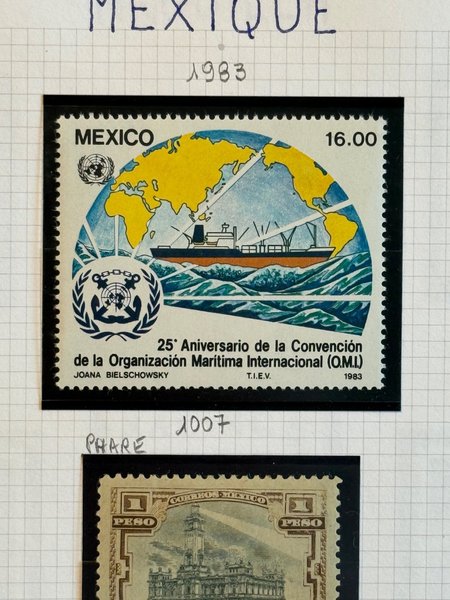 MEXIQUE
1983
MEXICO 16.00
25° Aniversario de la Convención
de la Organización Marítima Internacional (O.M.I.)
JOANA BIELSCHOWSKY T.I.E.V. 1983
1007
PHARE
1 CORREOS·MEXICO 1
PESO PESO